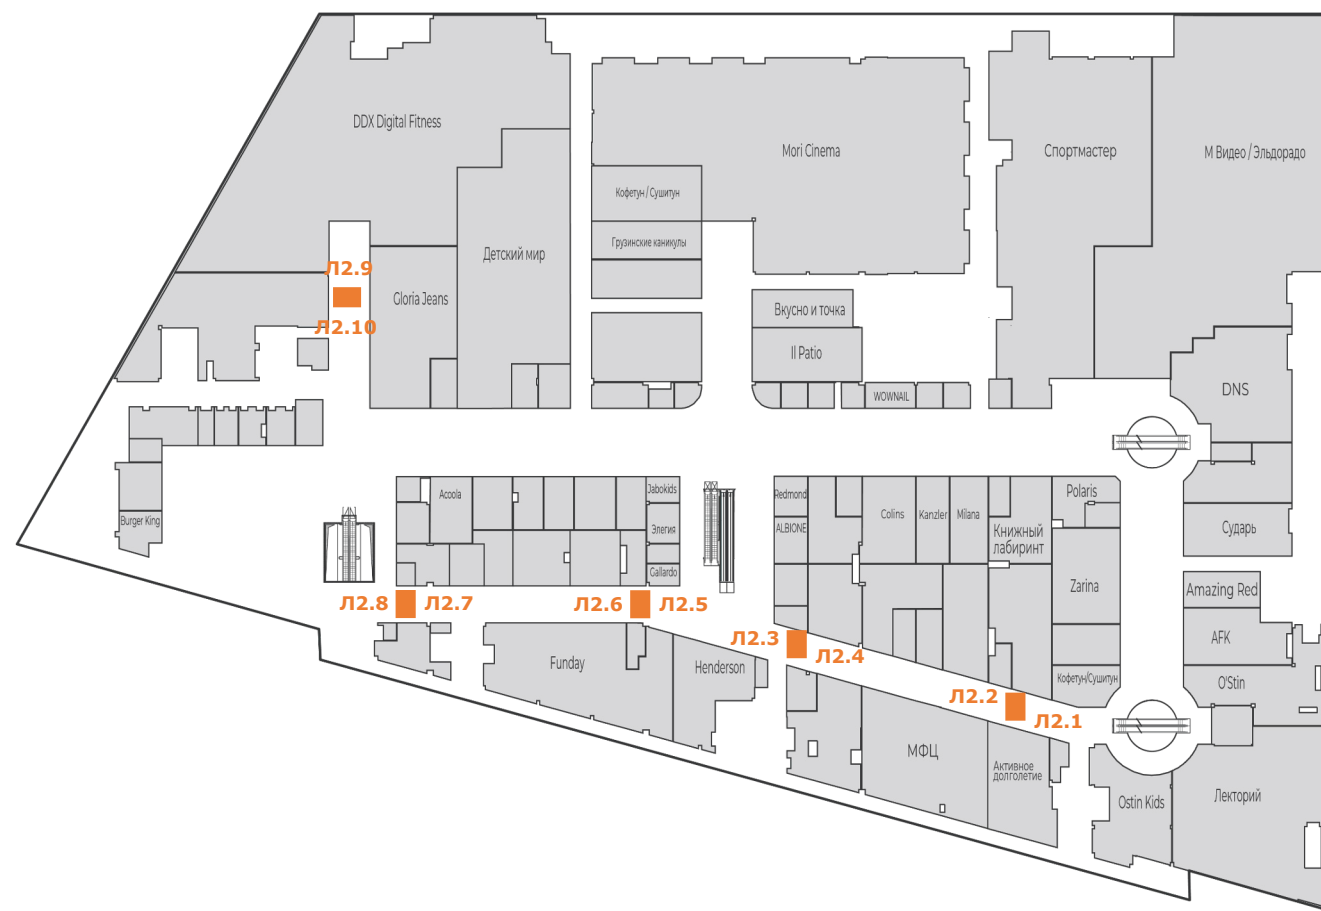 DDX Digital Fitness
Mori Cinema
Спортмастер
М Видео / Эльдорадо
Кофетун / Сушитун
Грузинские каникулы
Детский мир
Л2.9
Gloria Jeans
Л2.10
Вкусно и точка
Il Patio
WOWNAIL
DNS
Acoola
Jabokids
Redmond
Polaris
Burger King
Элегия
ALBIONE
Colins
Kanzler
Milana
Книжный
лабиринт
Сударь
Gallardo
Zarina
Amazing Red
Л2.8
Л2.7
Л2.6
Л2.5
Л2.3
Л2.4
AFK
Funday
Henderson
Кофетун/Сушитун
O'Stin
Л2.2
Л2.1
МФЦ
Активное
долголетие
Ostin Kids
Лекторий